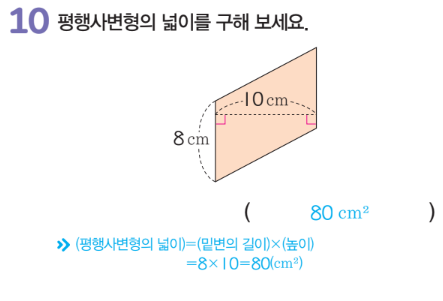 10 평행사변형의 넓이를 구해 보세요.
10 cm
8 cm
( 80 cm² )
≫ (평행사변형의 넓이)=(밑변의 길이)×(높이)
=8×10=80(cm²)